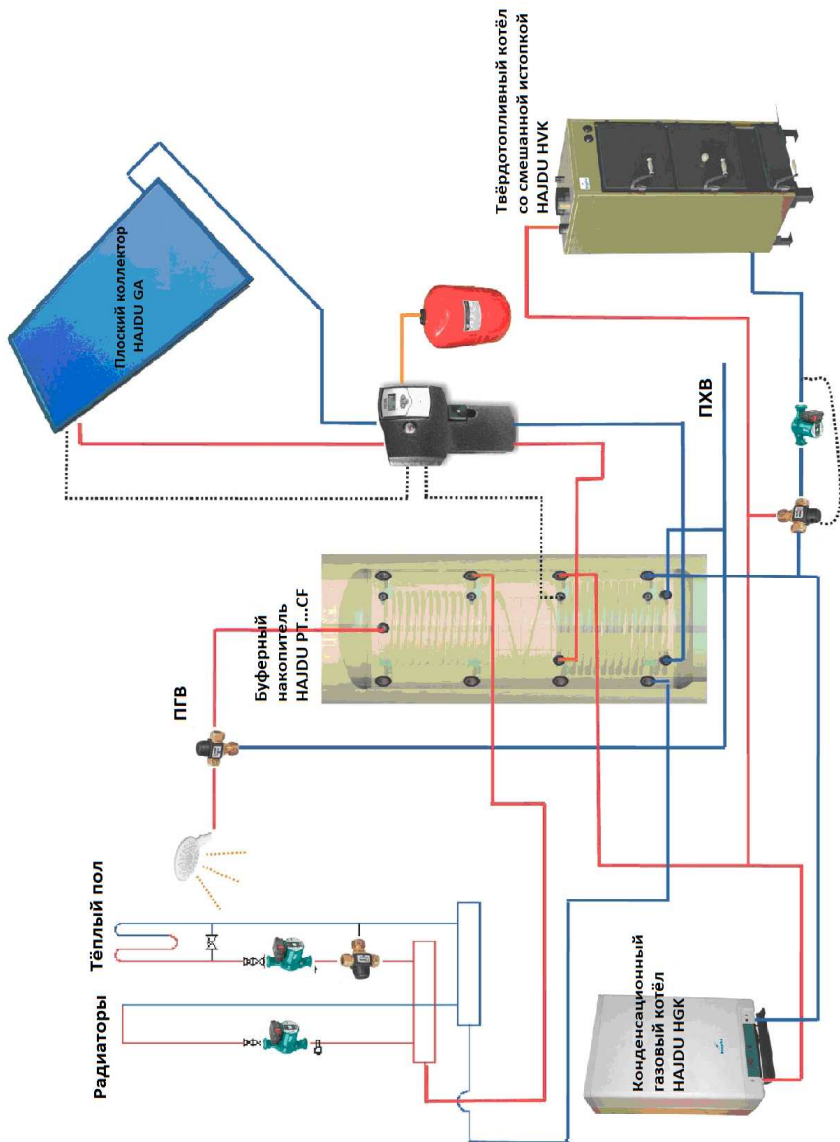 Твёрдотопливный котёл
со смешанной истопкой
HAJDU HVK
Плоский коллектор
HAJDU GA
ПХВ
Буферный
накопитель
HAJDU PT...CF
ПГВ
Тёплый пол
Радиаторы
Конденсационный
газовый котёл
HAJDU HGK